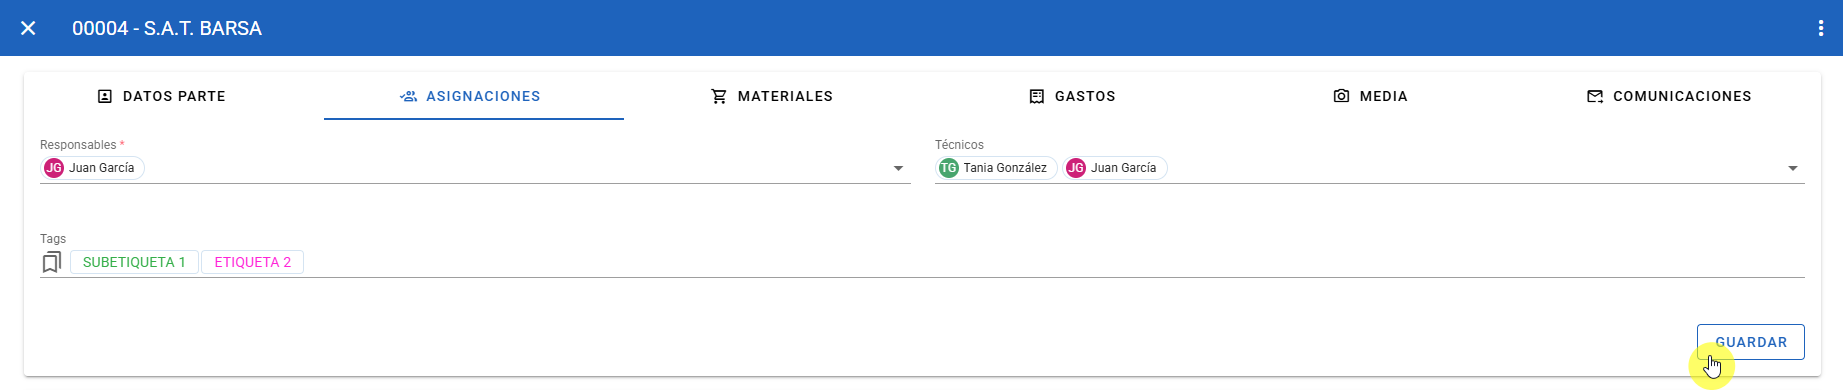 00004 - S.A.T. BARSA
DATOS PARTE ASIGNACIONES MATERIALES GASTOS MEDIA COMUNICACIONES
Responsables * Técnicos
JG Juan García TG Tania González JG Juan García
Tags
SUBETIQUETA 1 ETIQUETA 2
GUARDAR